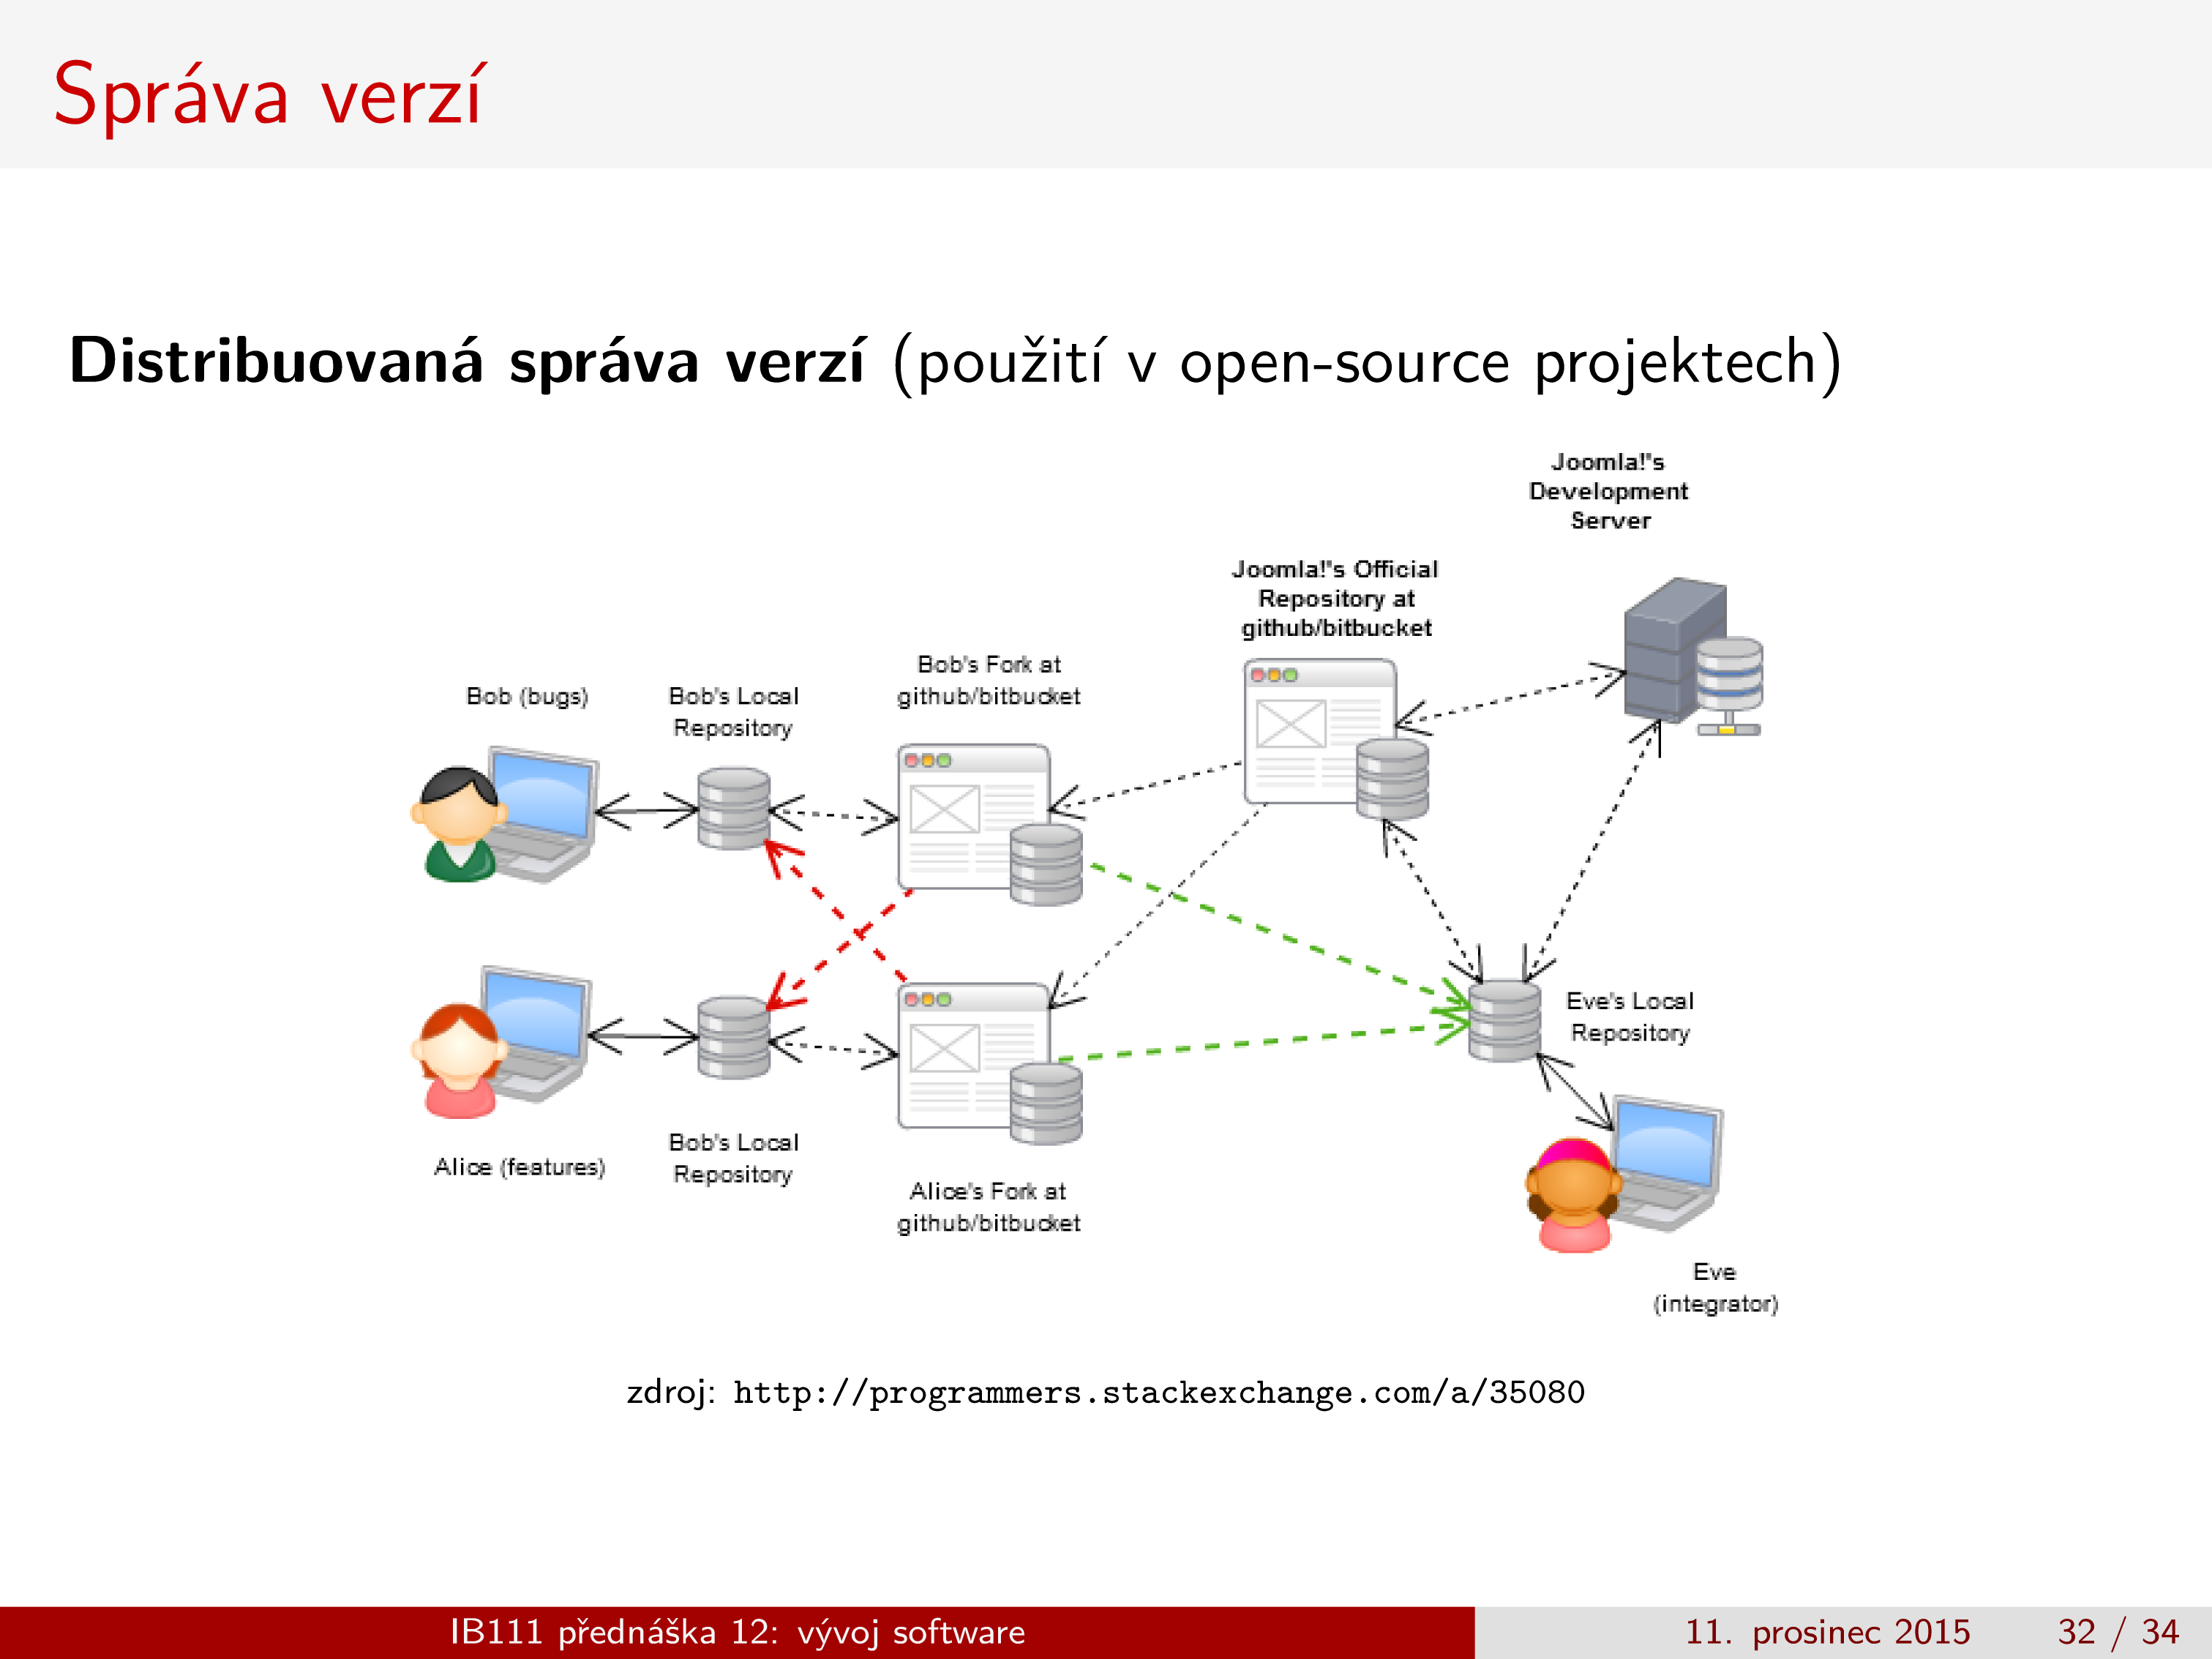 Správa verzí
Distribuovaná správa verzí (použití v open-source projektech)
Joomla!'s
Development
Server
Joomla!'s Official
Repository at
github/bitbucket
Bob's Fork at
github/bitbucket
Bob (bugs)
Bob's Local
Repository
Eve's Local
Repository
Alice (features)
Bob's Local
Repository
Alice's Fork at
github/bitbucket
Eve
(integrator)
zdroj: http://programmers.stackexchange.com/a/35080
IB111 přednáška 12: vývoj software
11. prosinec 2015
32 / 34